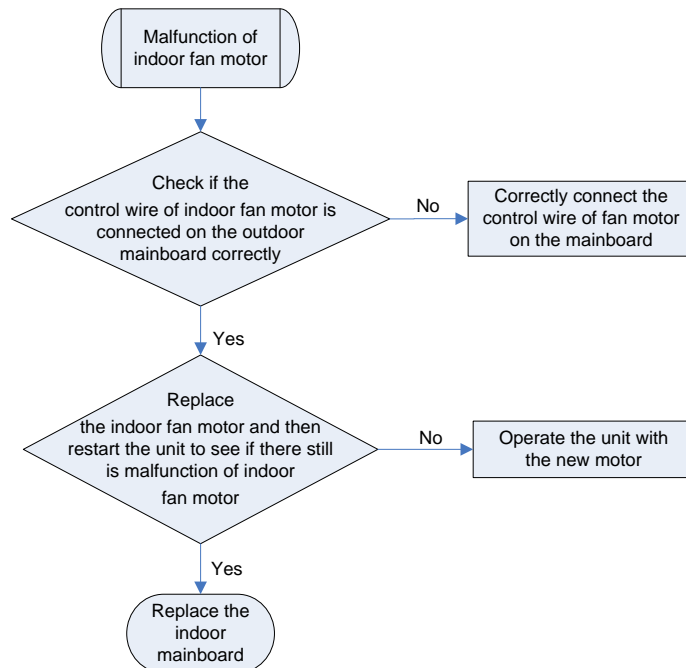 Malfunction of
indoor fan motor
Check if the
control wire of indoor fan motor is
connected on the outdoor
mainboard correctly
No
Correctly connect the
control wire of fan motor
on the mainboard
Yes
Replace
the indoor fan motor and then
restart the unit to see if there still
is malfunction of indoor
fan motor
No
Operate the unit with
the new motor
Yes
Replace the
indoor
mainboard